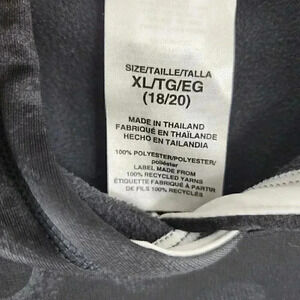 SIZE/TAILLE/TALLA
XL/TG/EG
(18/20)
MADE IN THAILAND
FABRIQUÉ EN THAÏLANDE
HECHO EN TAILANDIA
100% POLYESTER/POLYESTER/
poliéster
LABEL MADE FROM
100% RECYCLED YARNS
ÉTIQUETTE FABRIQUÉ À PARTIR
DE FILS 100% RECYCLÉS